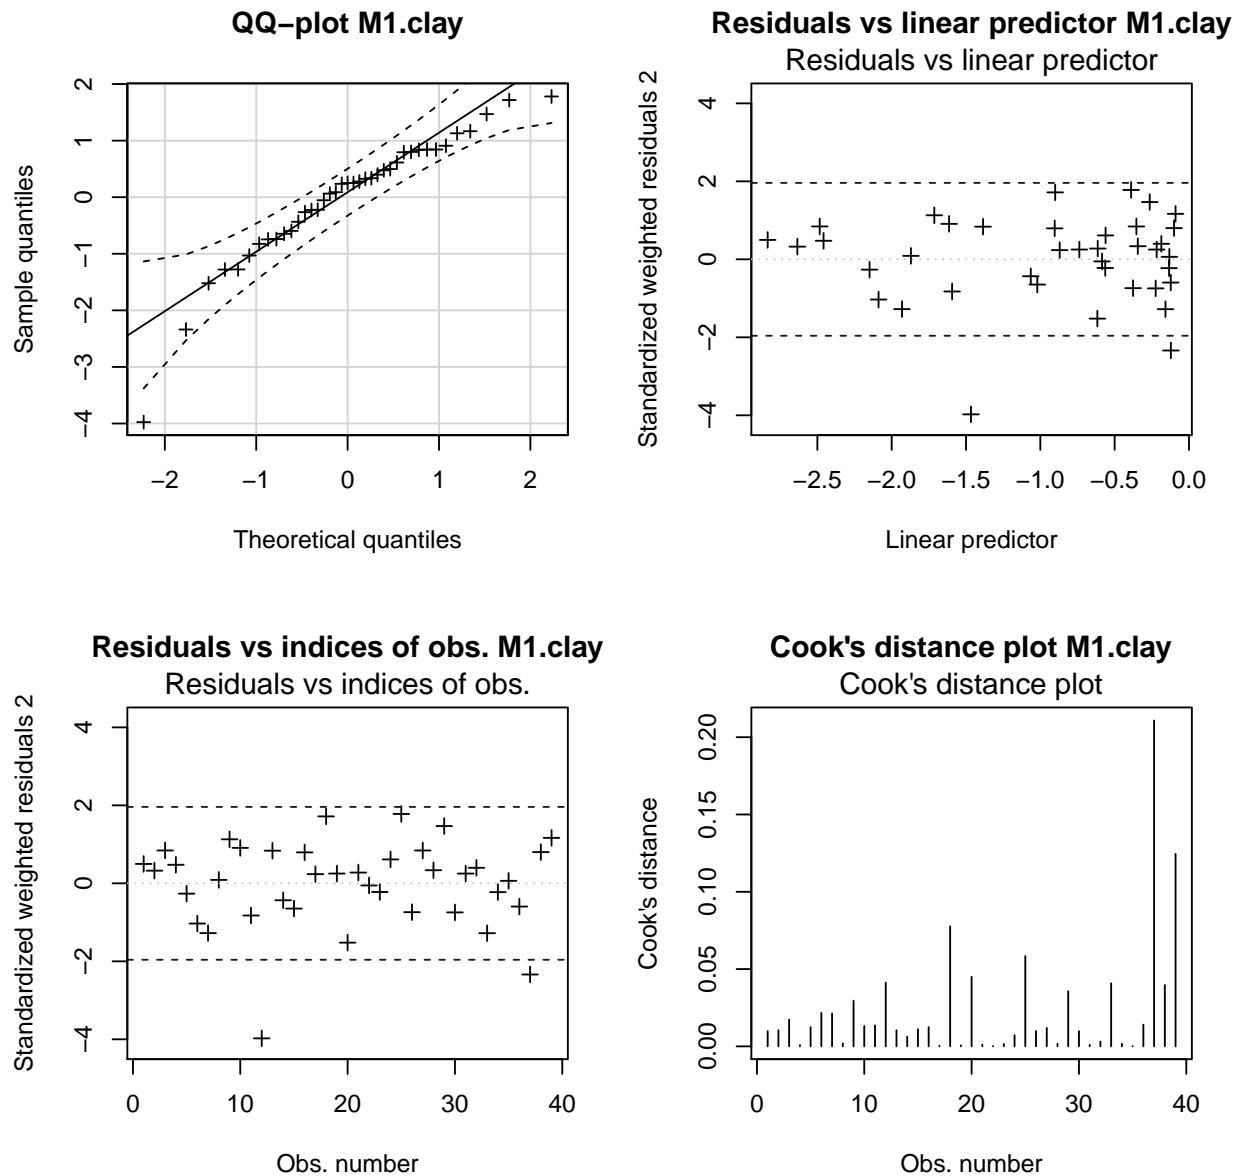 QQ−plot M1.clay
2
1
0
−1
−2
−3
−4
Sample quantiles
−2 −1 0 1 2
Theoretical quantiles
Residuals vs linear predictor M1.clay
Residuals vs linear predictor
4
2
0
−2
−4
Standardized weighted residuals 2
−2.5 −2.0 −1.5 −1.0 −0.5 0.0
Linear predictor
Residuals vs indices of obs. M1.clay
Residuals vs indices of obs.
4
2
0
−2
−4
Standardized weighted residuals 2
0 10 20 30 40
Obs. number
Cook's distance plot M1.clay
Cook's distance plot
0.20
0.15
0.10
0.05
0.00
Cook's distance
0 10 20 30 40
Obs. number